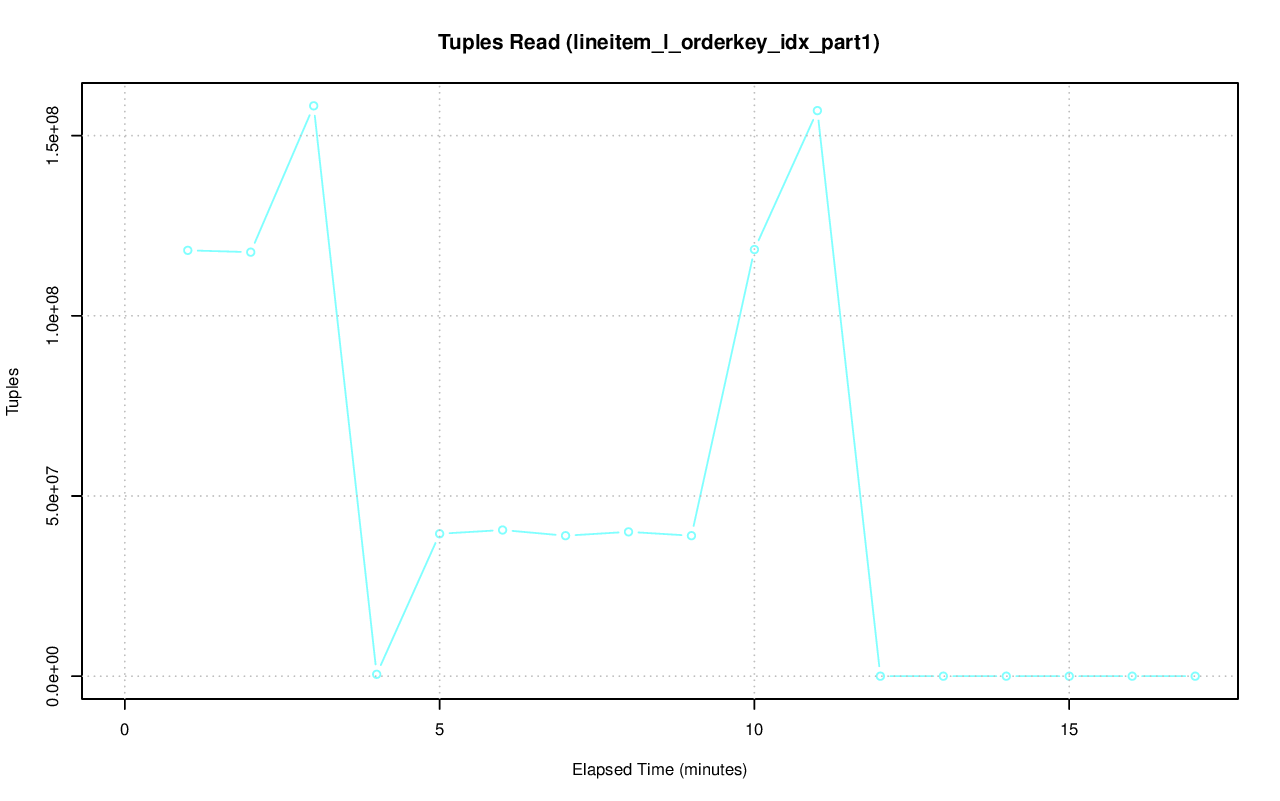 Tuples Read (lineitem_l_orderkey_idx_part1)
1.5e+08
1.0e+08
5.0e+07
0.0e+00
Tuples
0 5 10 15
Elapsed Time (minutes)